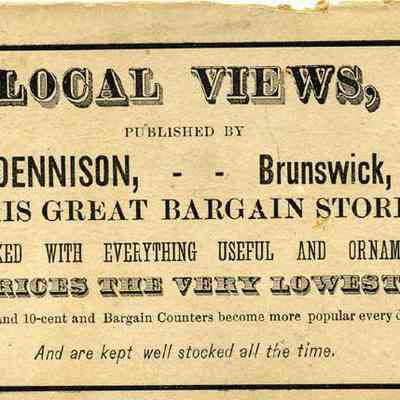 LOCAL VIEWS,
PUBLISHED BY
DENNISON, - - Brunswick,
IS GREAT BARGAIN STORE
KED WITH EVERYTHING USEFUL AND ORNAM
RICES THE VERY LOWEST
nd 10-cent and Bargain Counters become more popular every d
And are kept well stocked all the time.